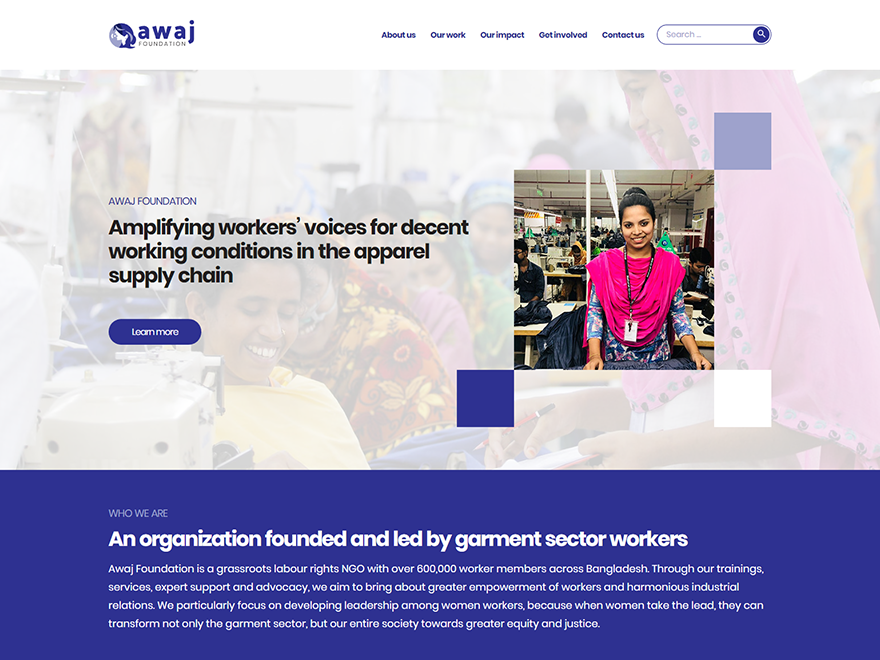 awaj
FOUNDATION
About us
Our work
Our impact
Get involved
Contact us
Search ...
AWAJ FOUNDATION
Amplifying workers’ voices for decent
working conditions in the apparel
supply chain
Learn more
WHO WE ARE
An organization founded and led by garment sector workers
Awaj Foundation is a grassroots labour rights NGO with over 600,000 worker members across Bangladesh. Through our trainings,
services, expert support and advocacy, we aim to bring about greater empowerment of workers and harmonious industrial
relations. We particularly focus on developing leadership among women workers, because when women take the lead, they can
transform not only the garment sector, but our entire society towards greater equity and justice.